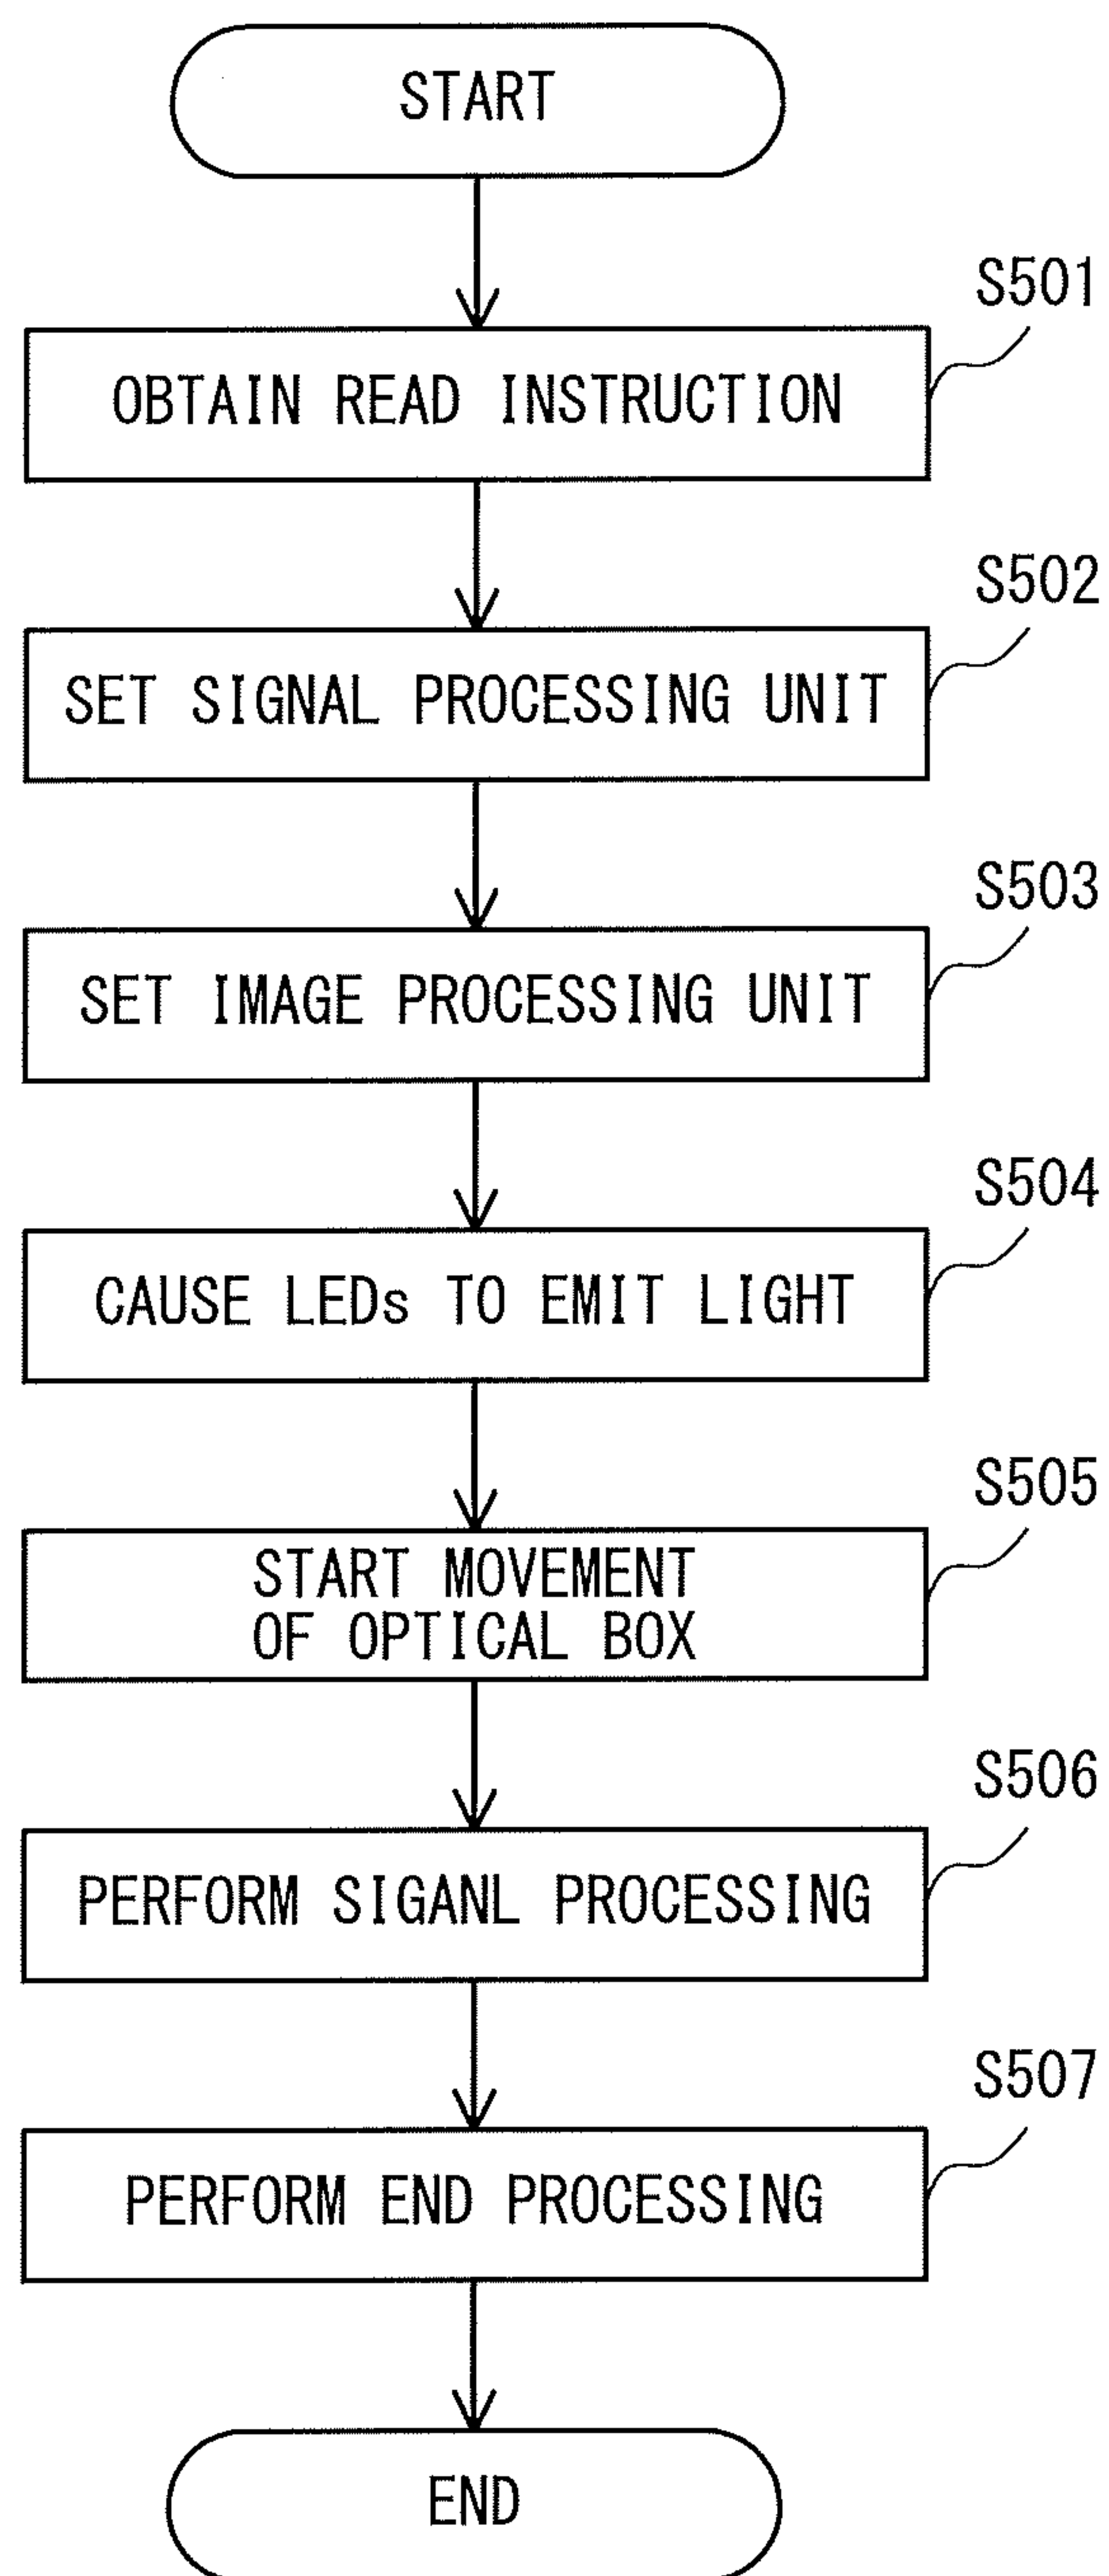 START
S501
OBTAIN READ INSTRUCTION
S502
SET SIGNAL PROCESSING UNIT
S503
SET IMAGE PROCESSING UNIT
S504
CAUSE LEDs TO EMIT LIGHT
S505
START MOVEMENT
OF OPTICAL BOX
S506
PERFORM SIGANL PROCESSING
S507
PERFORM END PROCESSING
END